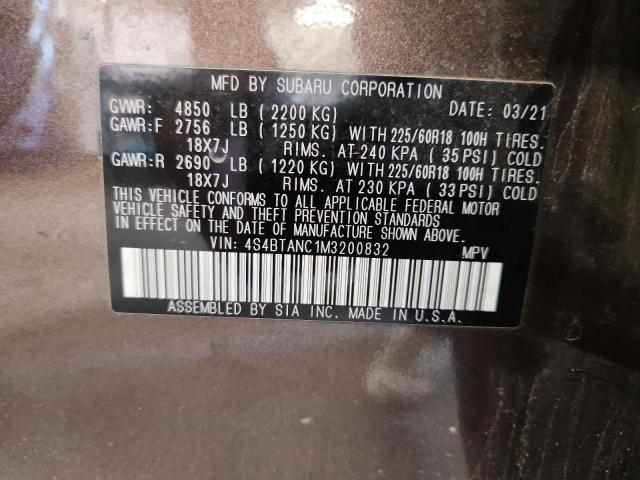 MFD BY SUBARU CORPORATION
GVWR: 4850 LB ( 2200 KG) DATE: 03/21
GAWR:F 2756 LB ( 1250 KG) WITH 225/60R18 100H TIRES.
18X7J RIMS. AT 240 KPA ( 35 PSI) COLD
GAWR:R 2690 LB ( 1220 KG) WITH 225/60R18 100H TIRES.
18X7J RIMS. AT 230 KPA ( 33 PSI) COLD
THIS VEHICLE CONFORMS TO ALL APPLICABLE FEDERAL MOTOR
VEHICLE SAFETY AND THEFT PREVENTION STANDARDS
IN EFFECT ON THE DATE OF MANUFACTURE SHOWN ABOVE.
VIN: 4S4BTANC1M3200832 MPV
ASSEMBLED BY SIA INC. MADE IN U.S.A.